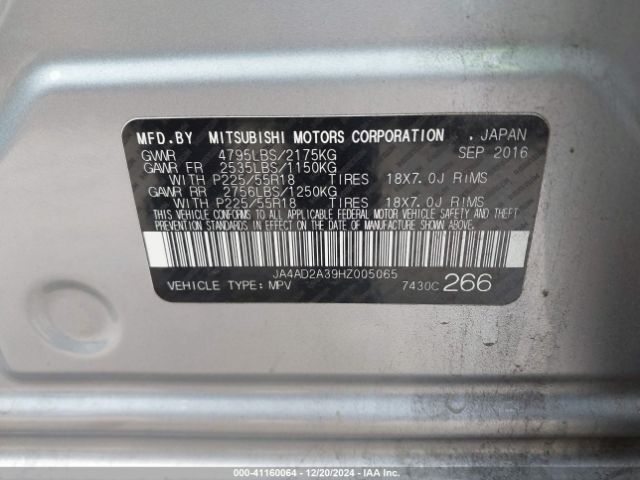 MFD.BY MITSUBISHI MOTORS CORPORATION . JAPAN
GVWR 4795LBS/2175KG SEP 2016
GAWR FR 2535LBS/1150KG
WITH P225/55R18 TIRES 18X7.0J RIMS
GAWR RR 2756LBS/1250KG
WITH P225/55R18 TIRES 18X7.0J RIMS
THIS VEHICLE CONFORMS TO ALL APPLICABLE FEDERAL MOTOR VEHICLE SAFETY AND THEFT
PREVENTION STANDARDS IN EFFECT ON THE DATE OF MANUFACTURE SHOWN ABOVE.
JA4AD2A39HZ005065
VEHICLE TYPE: MPV 7430C 266
000-41160064 | 12/20/2024 - IAA Inc.